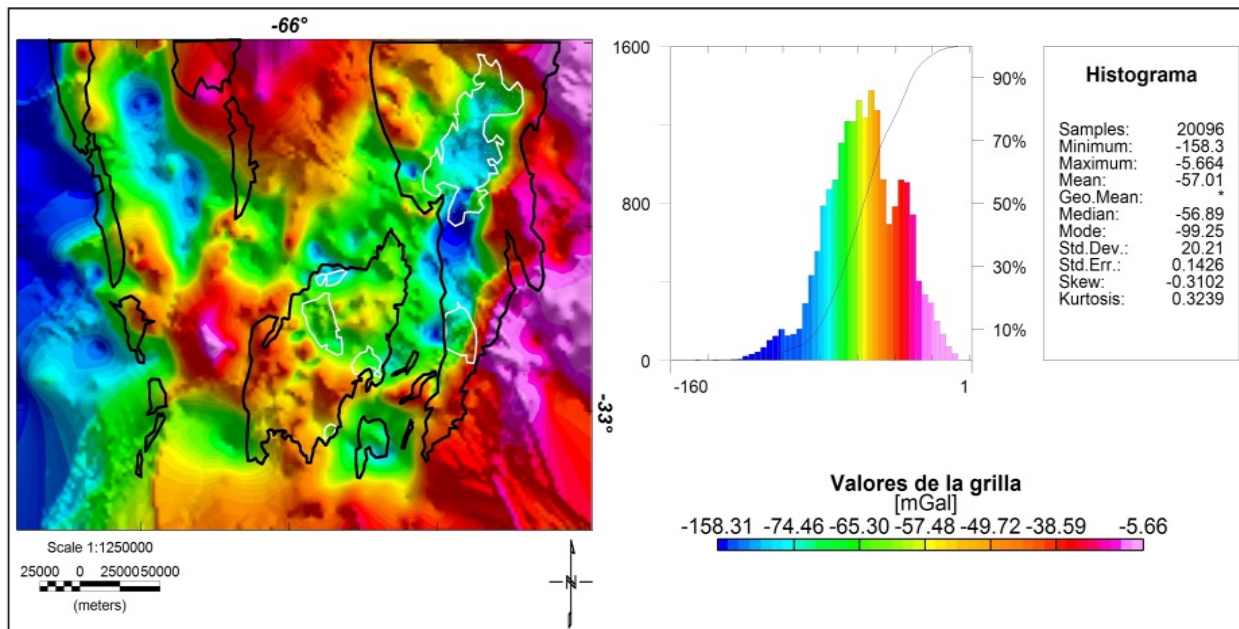 -66°
-33°
Scale 1:1250000
25000 0 25000 50000
(meters)
N
1600
800
0
-160 1
90%
70%
50%
30%
10%
Histograma
Samples: 20096
Minimum: -158.3
Maximum: -5.664
Mean: -57.01
Geo.Mean: *
Median: -56.89
Mode: -99.25
Std.Dev.: 20.21
Std.Err.: 0.1426
Skew: -0.3102
Kurtosis: 0.3239
Valores de la grilla
[mGal]
-158.31 -74.46 -65.30 -57.48 -49.72 -38.59 -5.66